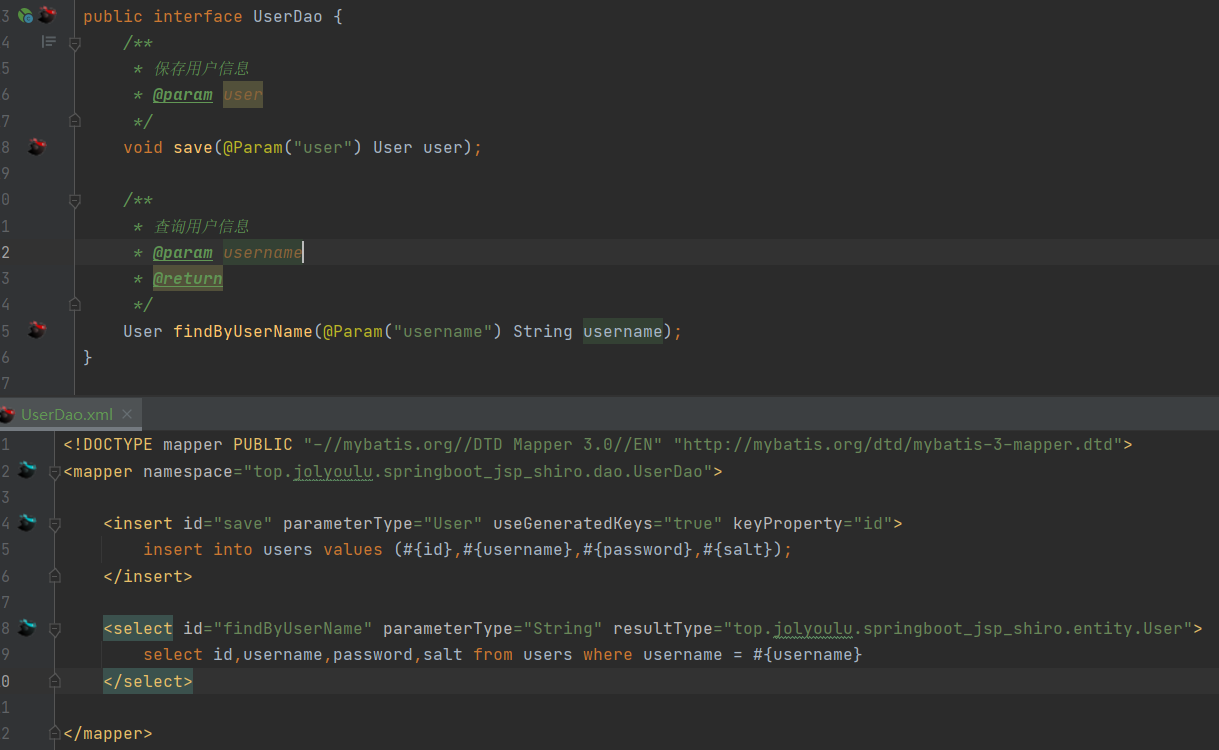 3 public interface UserDao {
4 /**
5 * 保存用户信息
6 * @param user
7 */
8 void save(@Param("user") User user);
9
0 /**
1 * 查询用户信息
2 * @param username
3 * @return
4 */
5 User findByUserName(@Param("username") String username);
6 }
7
UserDao.xml
1 <!DOCTYPE mapper PUBLIC "-//mybatis.org//DTD Mapper 3.0//EN" "http://mybatis.org/dtd/mybatis-3-mapper.dtd">
2 <mapper namespace="top.jolyoulu.springboot_jsp_shiro.dao.UserDao">
3
4 <insert id="save" parameterType="User" useGeneratedKeys="true" keyProperty="id">
5 insert into users values (#{id},#{username},#{password},#{salt});
6 </insert>
7
8 <select id="findByUserName" parameterType="String" resultType="top.jolyoulu.springboot_jsp_shiro.entity.User">
9 select id,username,password,salt from users where username = #{username}
0 </select>
1
2 </mapper>